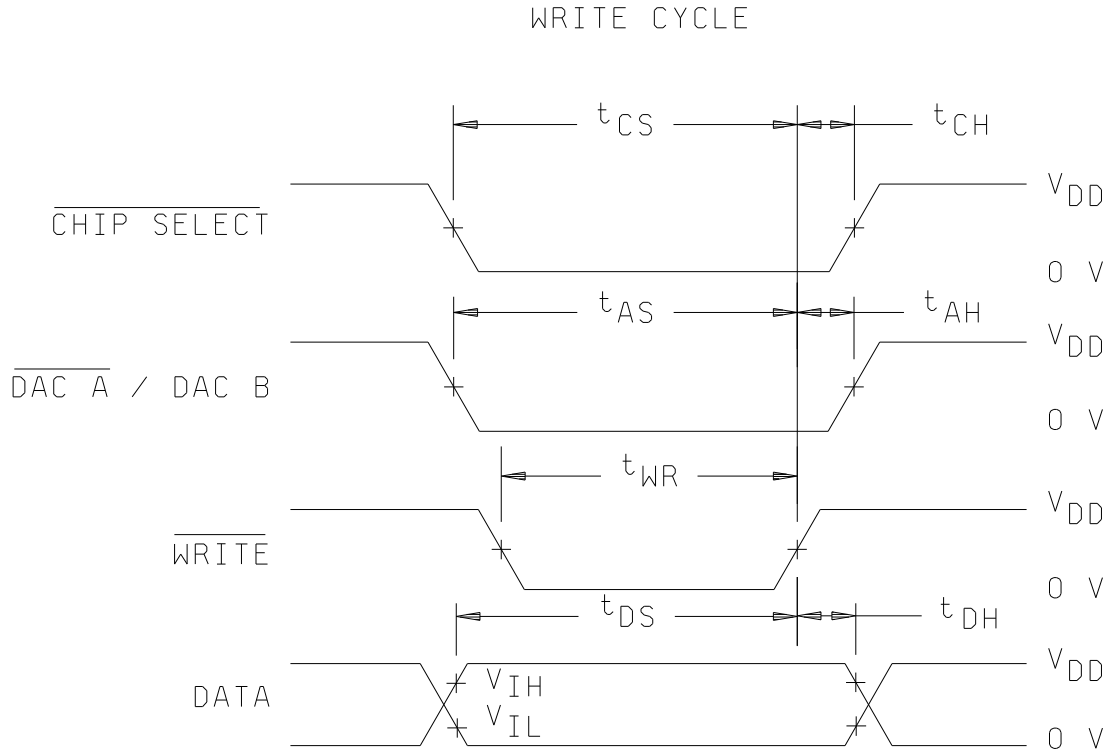 WRITE CYCLE
tCS
tCH
CHIP SELECT
VDD
0 V
tAS
tAH
DAC A / DAC B
VDD
0 V
tWR
WRITE
VDD
0 V
tDS
tDH
DATA
VIH
VIL
VDD
0 V